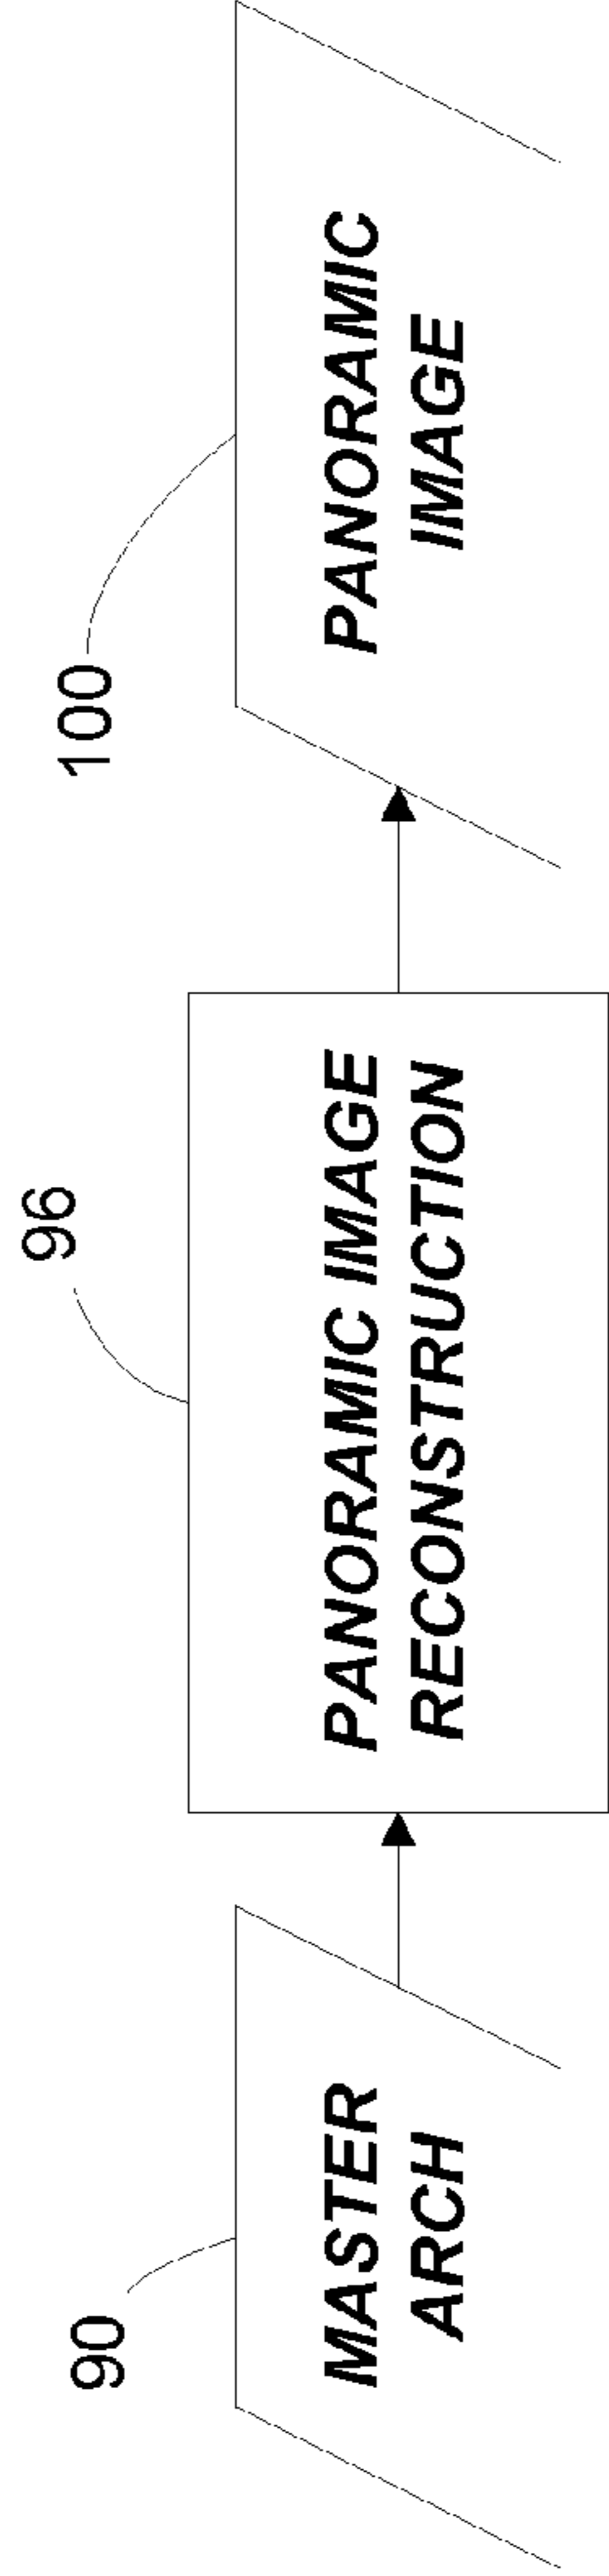 90
MASTER
ARCH
96
PANORAMIC IMAGE
RECONSTRUCTION
100
PANORAMIC
IMAGE